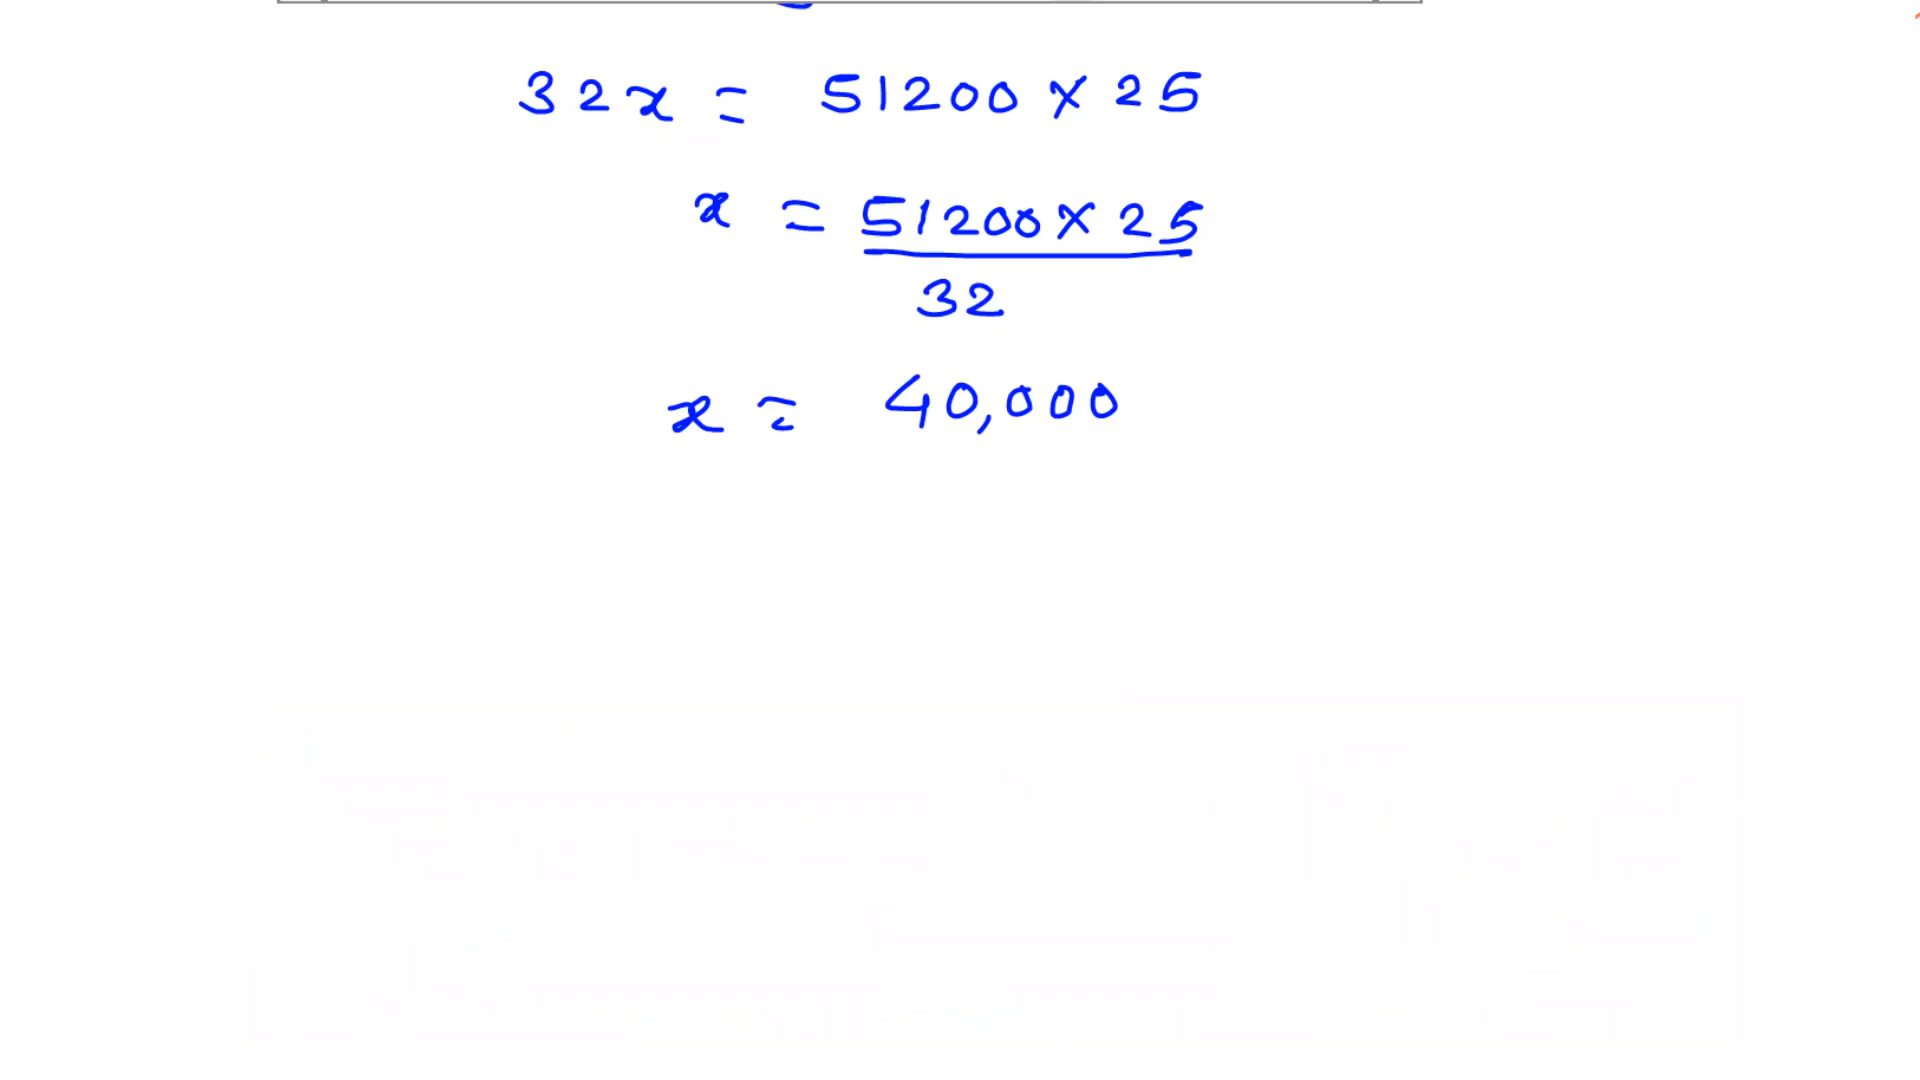 32x = 51200 × 25
x = 51200 × 25
32
x = 40,000